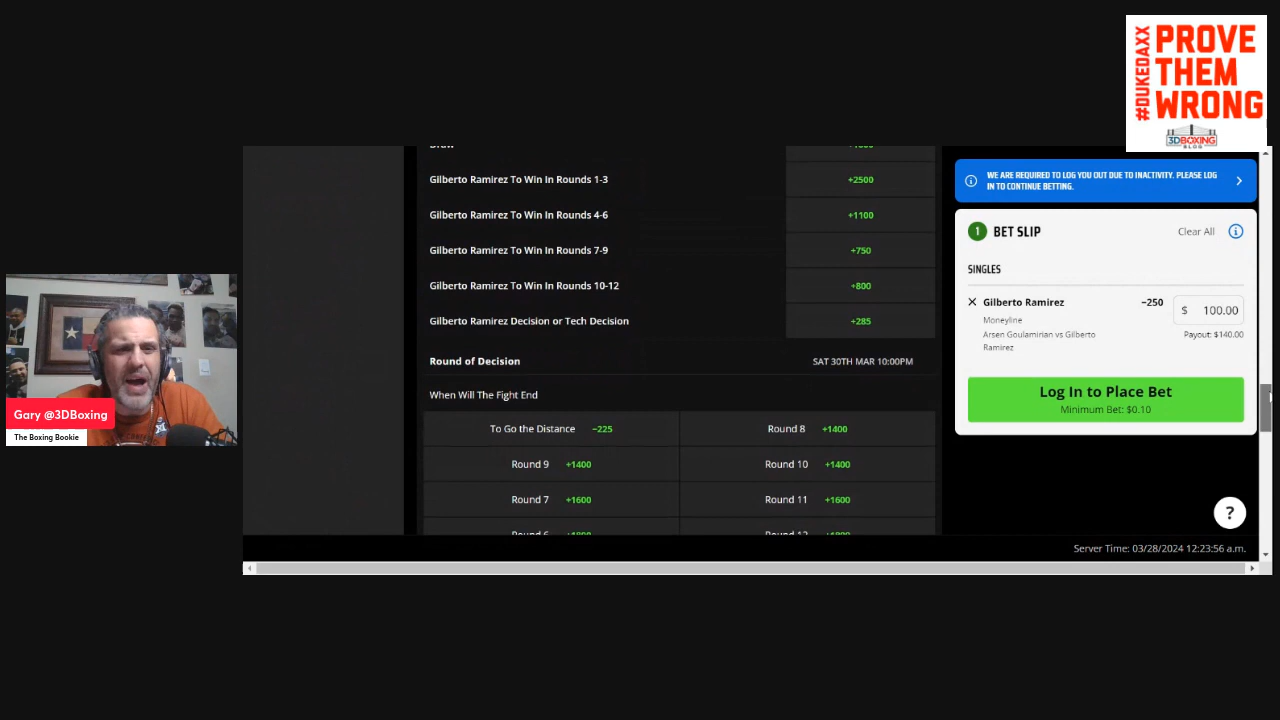 #DUKEDAXX
PROVE
THEM
WRONG
3DBOXING
BLOG
Draw
Gilberto Ramirez To Win In Rounds 1-3 +2500
Gilberto Ramirez To Win In Rounds 4-6 +1100
Gilberto Ramirez To Win In Rounds 7-9 +750
Gilberto Ramirez To Win In Rounds 10-12 +800
Gilberto Ramirez Decision or Tech Decision +285
Round of Decision SAT 30TH MAR 10:00PM
When Will The Fight End
To Go the Distance −225 Round 8 +1400
Round 9 +1400 Round 10 +1400
Round 7 +1600 Round 11 +1600
Round 6 Round 12
WE ARE REQUIRED TO LOG YOU OUT DUE TO INACTIVITY. PLEASE LOG
IN TO CONTINUE BETTING.
1 BET SLIP Clear All
SINGLES
Gilberto Ramirez −250 $ 100.00
Moneyline
Arsen Goulamirian vs Gilberto Payout: $140.00
Ramirez
Log In to Place Bet
Minimum Bet: $0.10
?
Server Time: 03/28/2024 12:23:56 a.m.
Gary @3DBoxing
The Boxing Bookie